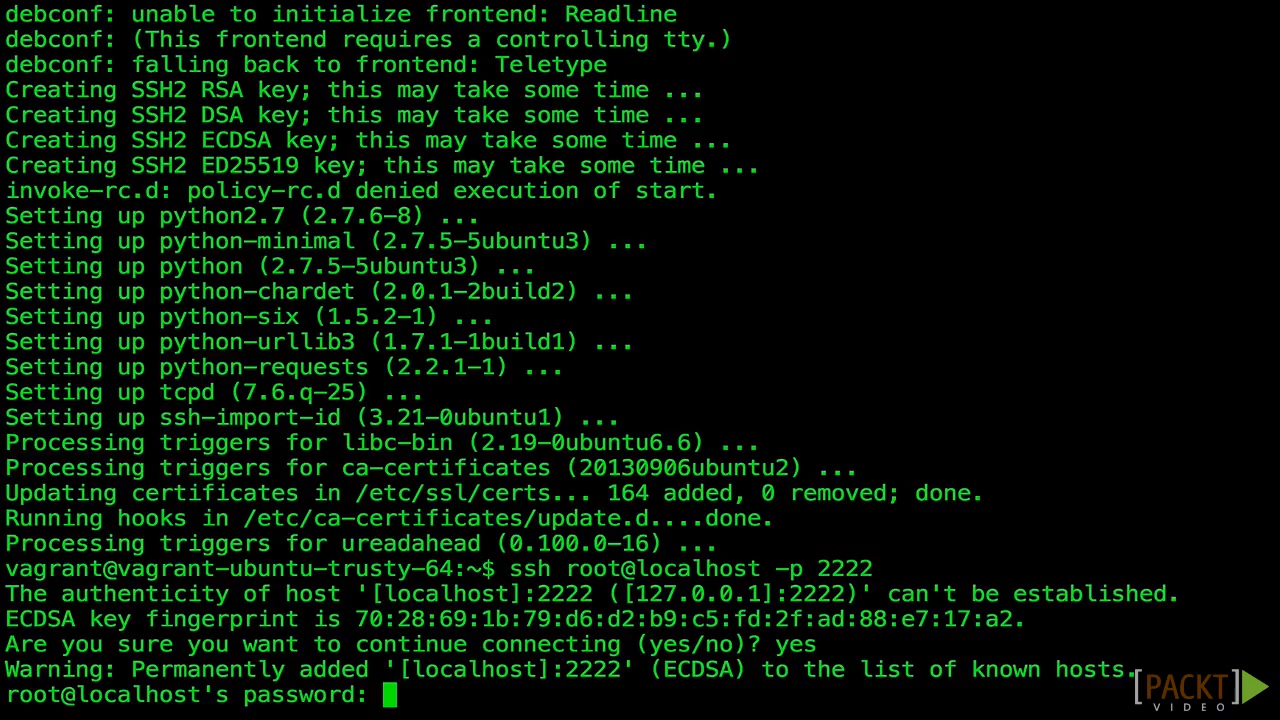 debconf: unable to initialize frontend: Readline
debconf: (This frontend requires a controlling tty.)
debconf: falling back to frontend: Teletype
Creating SSH2 RSA key; this may take some time ...
Creating SSH2 DSA key; this may take some time ...
Creating SSH2 ECDSA key; this may take some time ...
Creating SSH2 ED25519 key; this may take some time ...
invoke-rc.d: policy-rc.d denied execution of start.
Setting up python2.7 (2.7.6-8) ...
Setting up python-minimal (2.7.5-5ubuntu3) ...
Setting up python (2.7.5-5ubuntu3) ...
Setting up python-chardet (2.0.1-2build2) ...
Setting up python-six (1.5.2-1) ...
Setting up python-urllib3 (1.7.1-1build1) ...
Setting up python-requests (2.2.1-1) ...
Setting up tcpd (7.6.q-25) ...
Setting up ssh-import-id (3.21-0ubuntu1) ...
Processing triggers for libc-bin (2.19-0ubuntu6.6) ...
Processing triggers for ca-certificates (20130906ubuntu2) ...
Updating certificates in /etc/ssl/certs... 164 added, 0 removed; done.
Running hooks in /etc/ca-certificates/update.d....done.
Processing triggers for ureadahead (0.100.0-16) ...
vagrant@vagrant-ubuntu-trusty-64:~$ ssh root@localhost -p 2222
The authenticity of host '[localhost]:2222 ([127.0.0.1]:2222)' can't be established.
ECDSA key fingerprint is 70:28:69:1b:79:d6:d2:b9:c5:fd:2f:ad:88:e7:17:a2.
Are you sure you want to continue connecting (yes/no)? yes
Warning: Permanently added '[localhost]:2222' (ECDSA) to the list of known hosts.
root@localhost's password:
[PACKT]
VIDEO